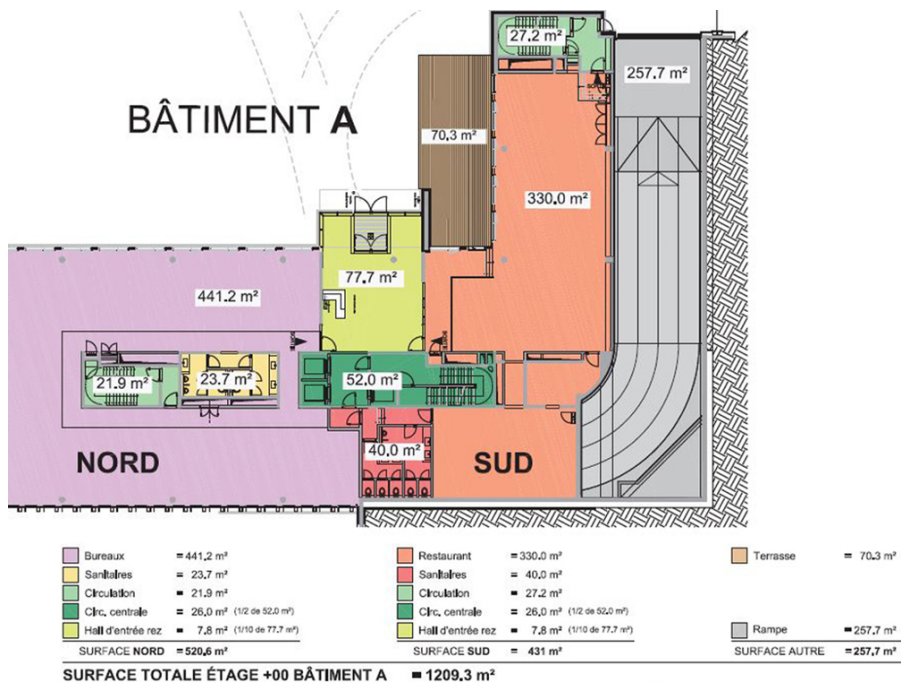 27.2 m²
257.7 m²
BÂTIMENT A
70.3 m²
330.0 m²
77.7 m²
441.2 m²
21.9 m²
23.7 m²
52.0 m²
40.0 m²
NORD
SUD
Bureaux = 441.2 m²
Sanitaires = 23.7 m²
Circulation = 21.9 m²
Circ. centrale = 26.0 m² (1/2 de 52.0 m²)
Hall d'entrée rez = 7.8 m² (1/10 de 77.7 m²)
SURFACE NORD = 520.6 m²
Restaurant = 330.0 m²
Sanitaires = 40.0 m²
Circulation = 27.2 m²
Circ. centrale = 26.0 m² (1/2 de 52.0 m²)
Hall d'entrée rez = 7.8 m² (1/10 de 77.7 m²)
SURFACE SUD = 431 m²
Terrasse = 70.3 m²
Rampe = 257.7 m²
SURFACE AUTRE = 257.7 m²
SURFACE TOTALE ÉTAGE +00 BÂTIMENT A = 1209.3 m²